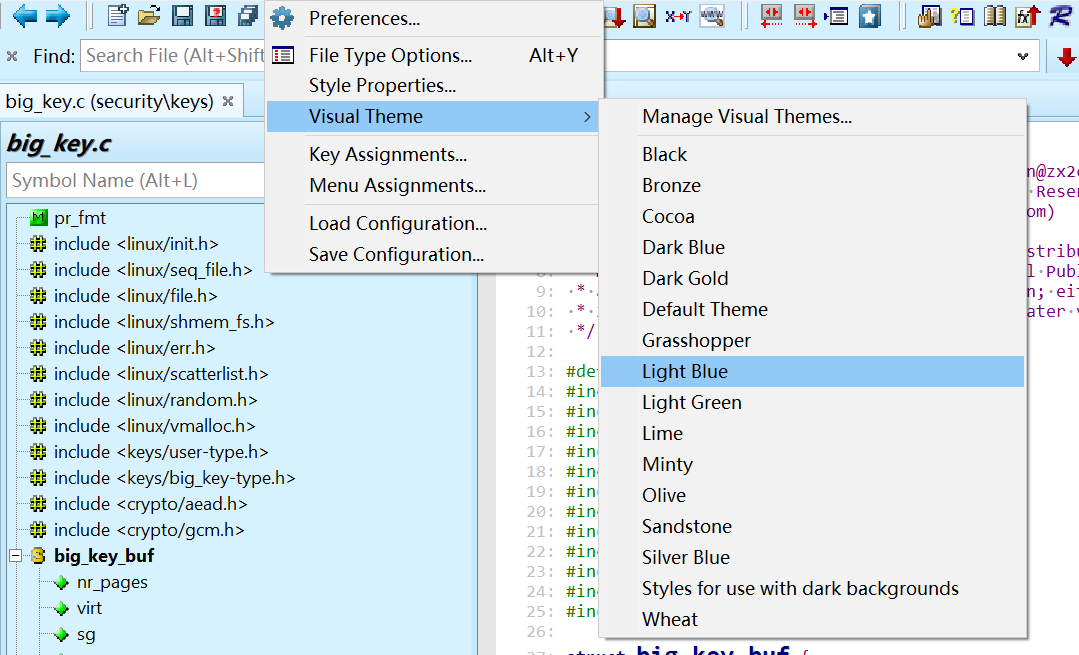 Preferences...
Find:
Search File (Alt+Shift
File Type Options... Alt+Y
Style Properties...
big_key.c (security\keys)
Visual Theme
Manage Visual Themes...
big_key.c
Symbol Name (Alt+L)
Key Assignments...
Menu Assignments...
Load Configuration...
Save Configuration...
Black
Bronze
Cocoa
Dark Blue
Dark Gold
Default Theme
Grasshopper
Light Blue
Light Green
Lime
Minty
Olive
Sandstone
Silver Blue
Styles for use with dark backgrounds
Wheat
pr_fmt
include <linux/init.h>
include <linux/seq_file.h>
include <linux/file.h>
include <linux/shmem_fs.h>
include <linux/err.h>
include <linux/scatterlist.h>
include <linux/random.h>
include <linux/vmalloc.h>
include <keys/user-type.h>
include <keys/big_key-type.h>
include <crypto/aead.h>
include <crypto/gcm.h>
big_key_buf
nr_pages
virt
sg
om)
9: *
10: *
11: */
12:
13: #de
14: #in
15: #in
16: #in
17: #in
18: #in
19: #in
20: #in
21: #in
22: #in
23: #in
24: #in
25: #in
26:
27: struct big_key_buf {